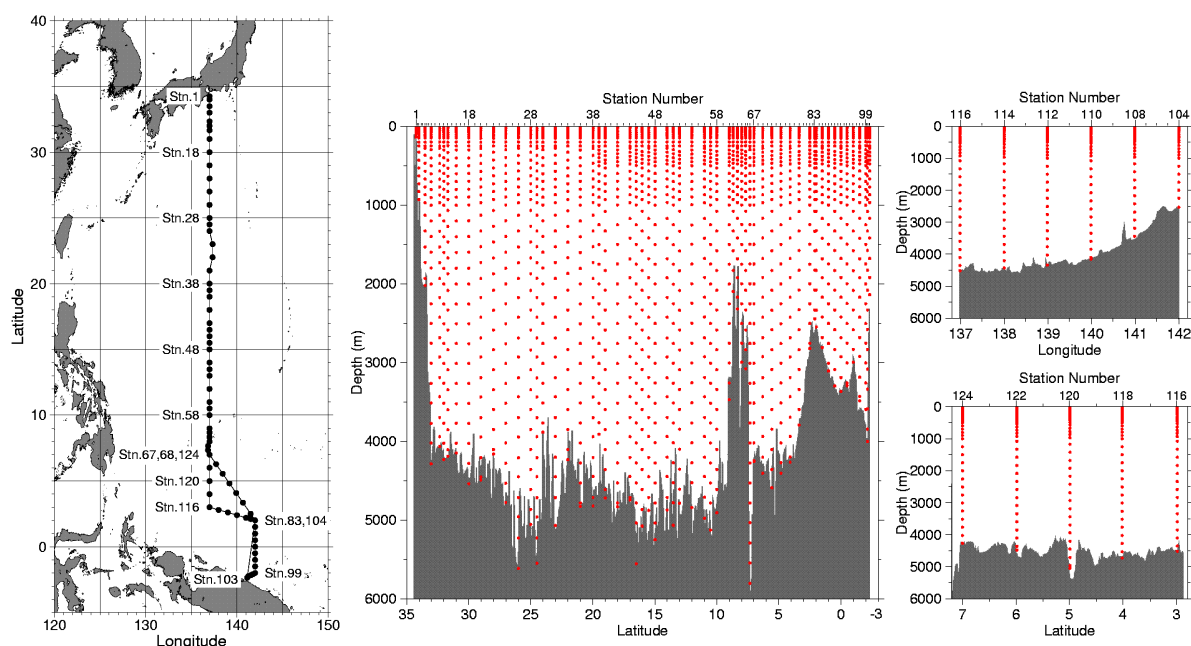 40
30
20
10
0
Latitude
120 130 140 150
Longitude
Stn.1
Stn.18
Stn.28
Stn.38
Stn.48
Stn.58
Stn.67,68,124
Stn.120
Stn.116
Stn.83,104
Stn.99
Stn.103
Station Number
1 18 28 38 48 58 67 83 99
0
1000
2000
3000
4000
5000
6000
Depth (m)
35 30 25 20 15 10 5 0 -3
Latitude
Station Number
116 114 112 110 108 104
0
1000
2000
3000
4000
5000
6000
Depth (m)
137 138 139 140 141 142
Longitude
Station Number
124 122 120 118 116
0
1000
2000
3000
4000
5000
6000
Depth (m)
7 6 5 4 3
Latitude